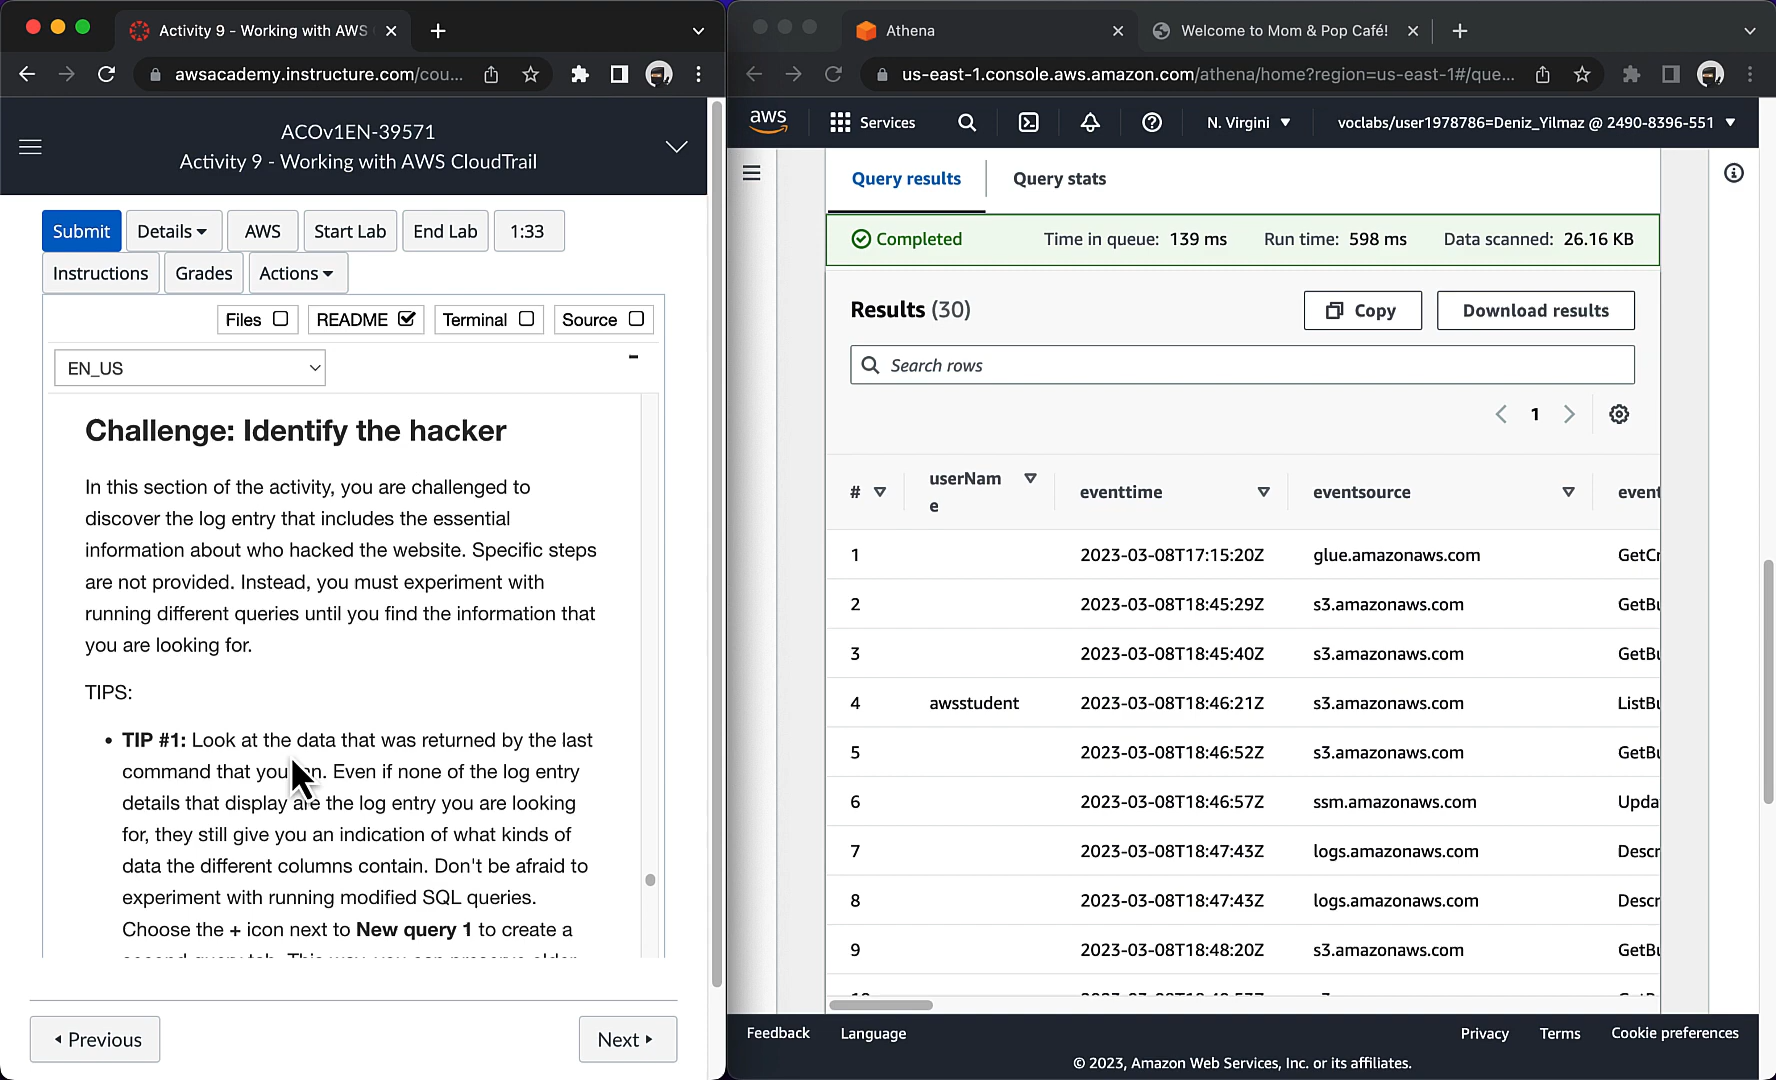 Activity 9 - Working with AWS
awsacademy.instructure.com/cou...
ACOv1EN-39571
Activity 9 - Working with AWS CloudTrail
Submit
Details
AWS
Start Lab
End Lab
1:33
Instructions
Grades
Actions
Files
README
Terminal
Source
EN_US
Challenge: Identify the hacker
In this section of the activity, you are challenged to
discover the log entry that includes the essential
information about who hacked the website. Specific steps
are not provided. Instead, you must experiment with
running different queries until you find the information that
you are looking for.
TIPS:
• TIP #1: Look at the data that was returned by the last
command that you. Even if none of the log entry
details that display are the log entry you are looking
for, they still give you an indication of what kinds of
data the different columns contain. Don't be afraid to
experiment with running modified SQL queries.
Choose the + icon next to New query 1 to create a
Previous
Next
Athena
Welcome to Mom & Pop Café!
us-east-1.console.aws.amazon.com/athena/home?region=us-east-1#/que...
aws
Services
N. Virgini
voclabs/user1978786=Deniz_Yilmaz @ 2490-8396-551
Query results
Query stats
Completed
Time in queue: 139 ms
Run time: 598 ms
Data scanned: 26.16 KB
Results (30)
Copy
Download results
Search rows
1
# userNam
e eventtime eventsource event
1 2023-03-08T17:15:20Z glue.amazonaws.com GetCr
2 2023-03-08T18:45:29Z s3.amazonaws.com GetBu
3 2023-03-08T18:45:40Z s3.amazonaws.com GetBu
4 awsstudent 2023-03-08T18:46:21Z s3.amazonaws.com ListBu
5 2023-03-08T18:46:52Z s3.amazonaws.com GetBu
6 2023-03-08T18:46:57Z ssm.amazonaws.com Upda
7 2023-03-08T18:47:43Z logs.amazonaws.com Descr
8 2023-03-08T18:47:43Z logs.amazonaws.com Descr
9 2023-03-08T18:48:20Z s3.amazonaws.com GetBu
Feedback
Language
Privacy
Terms
Cookie preferences
© 2023, Amazon Web Services, Inc. or its affiliates.